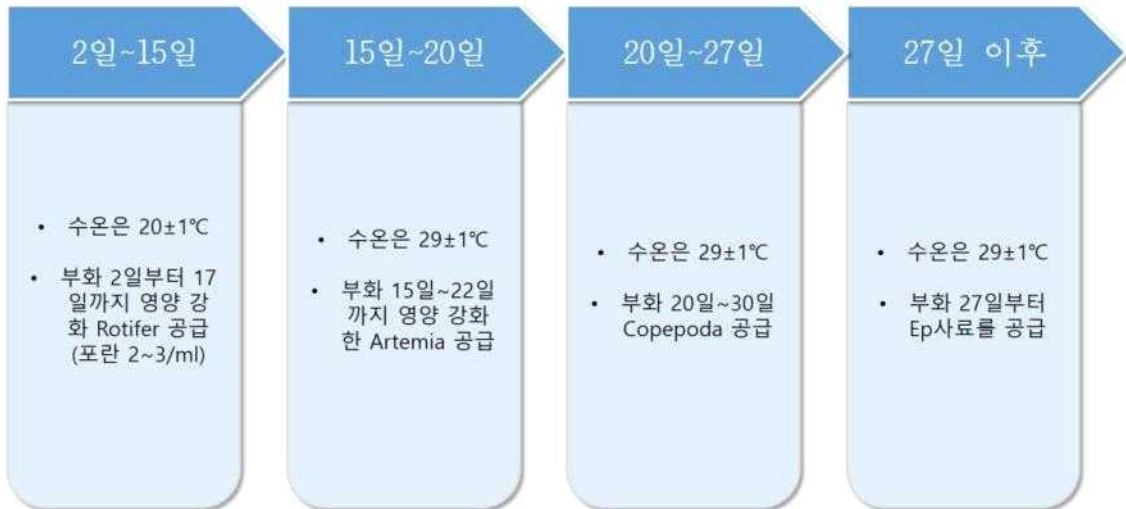 2일~15일
• 수온은 20±1℃
• 부화 2일부터 17
일까지 영양 강
화 Rotifer 공급
(포란 2~3/ml)
15일~20일
• 수온은 29±1℃
• 부화 15일~22일
까지 영양 강화
한 Artemia 공급
20일~27일
• 수온은 29±1℃
• 부화 20일~30일
Copepoda 공급
27일 이후
• 수온은 29±1℃
• 부화 27일부터
Ep사료를 공급